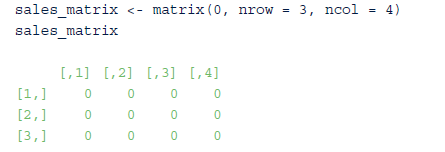 sales_matrix <- matrix(0, nrow = 3, ncol = 4)
sales_matrix
[,1] [,2] [,3] [,4]
[1,] 0 0 0 0
[2,] 0 0 0 0
[3,] 0 0 0 0